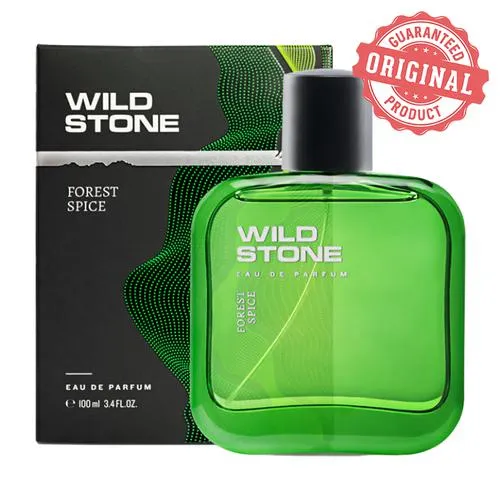 WILD
STONE
FOREST
SPICE
EAU DE PARFUM
℮ 100 ml 3.4 FL.OZ.
WILD
STONE
EAU DE PARFUM
FOREST
SPICE
GUARANTEED
ORIGINAL
PRODUCT